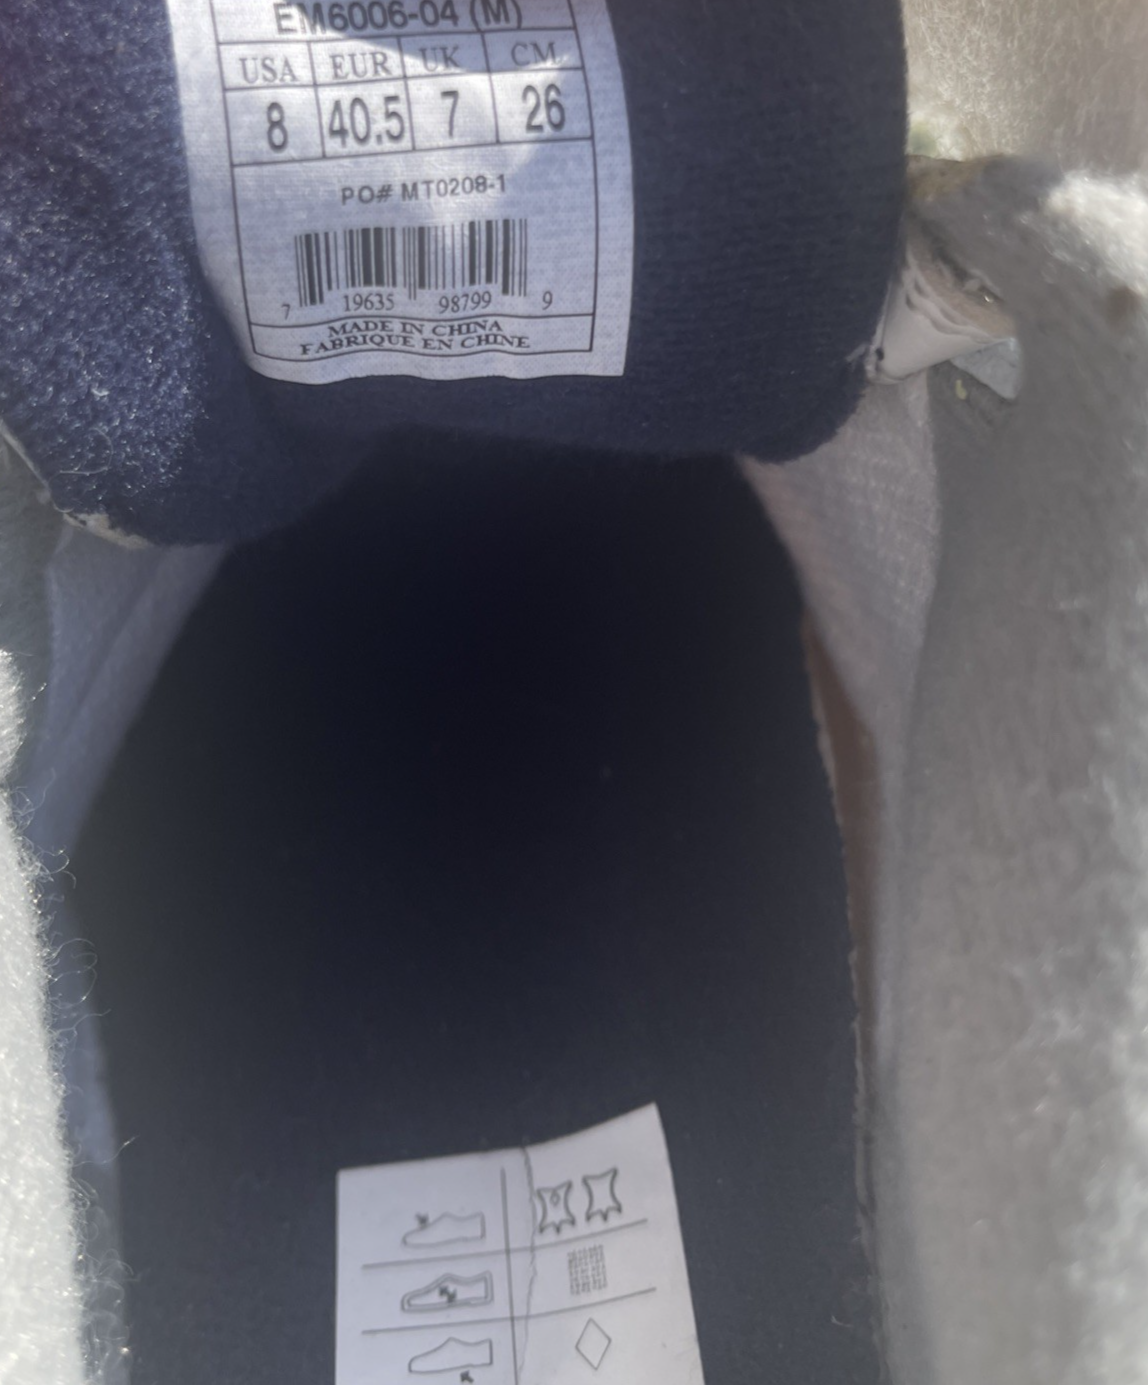 EM6006-04 (M)
USA EUR UK CM
8 40.5 7 26
PO# MT0208-1
7 19635 98799 9
MADE IN CHINA
FABRIQUE EN CHINE